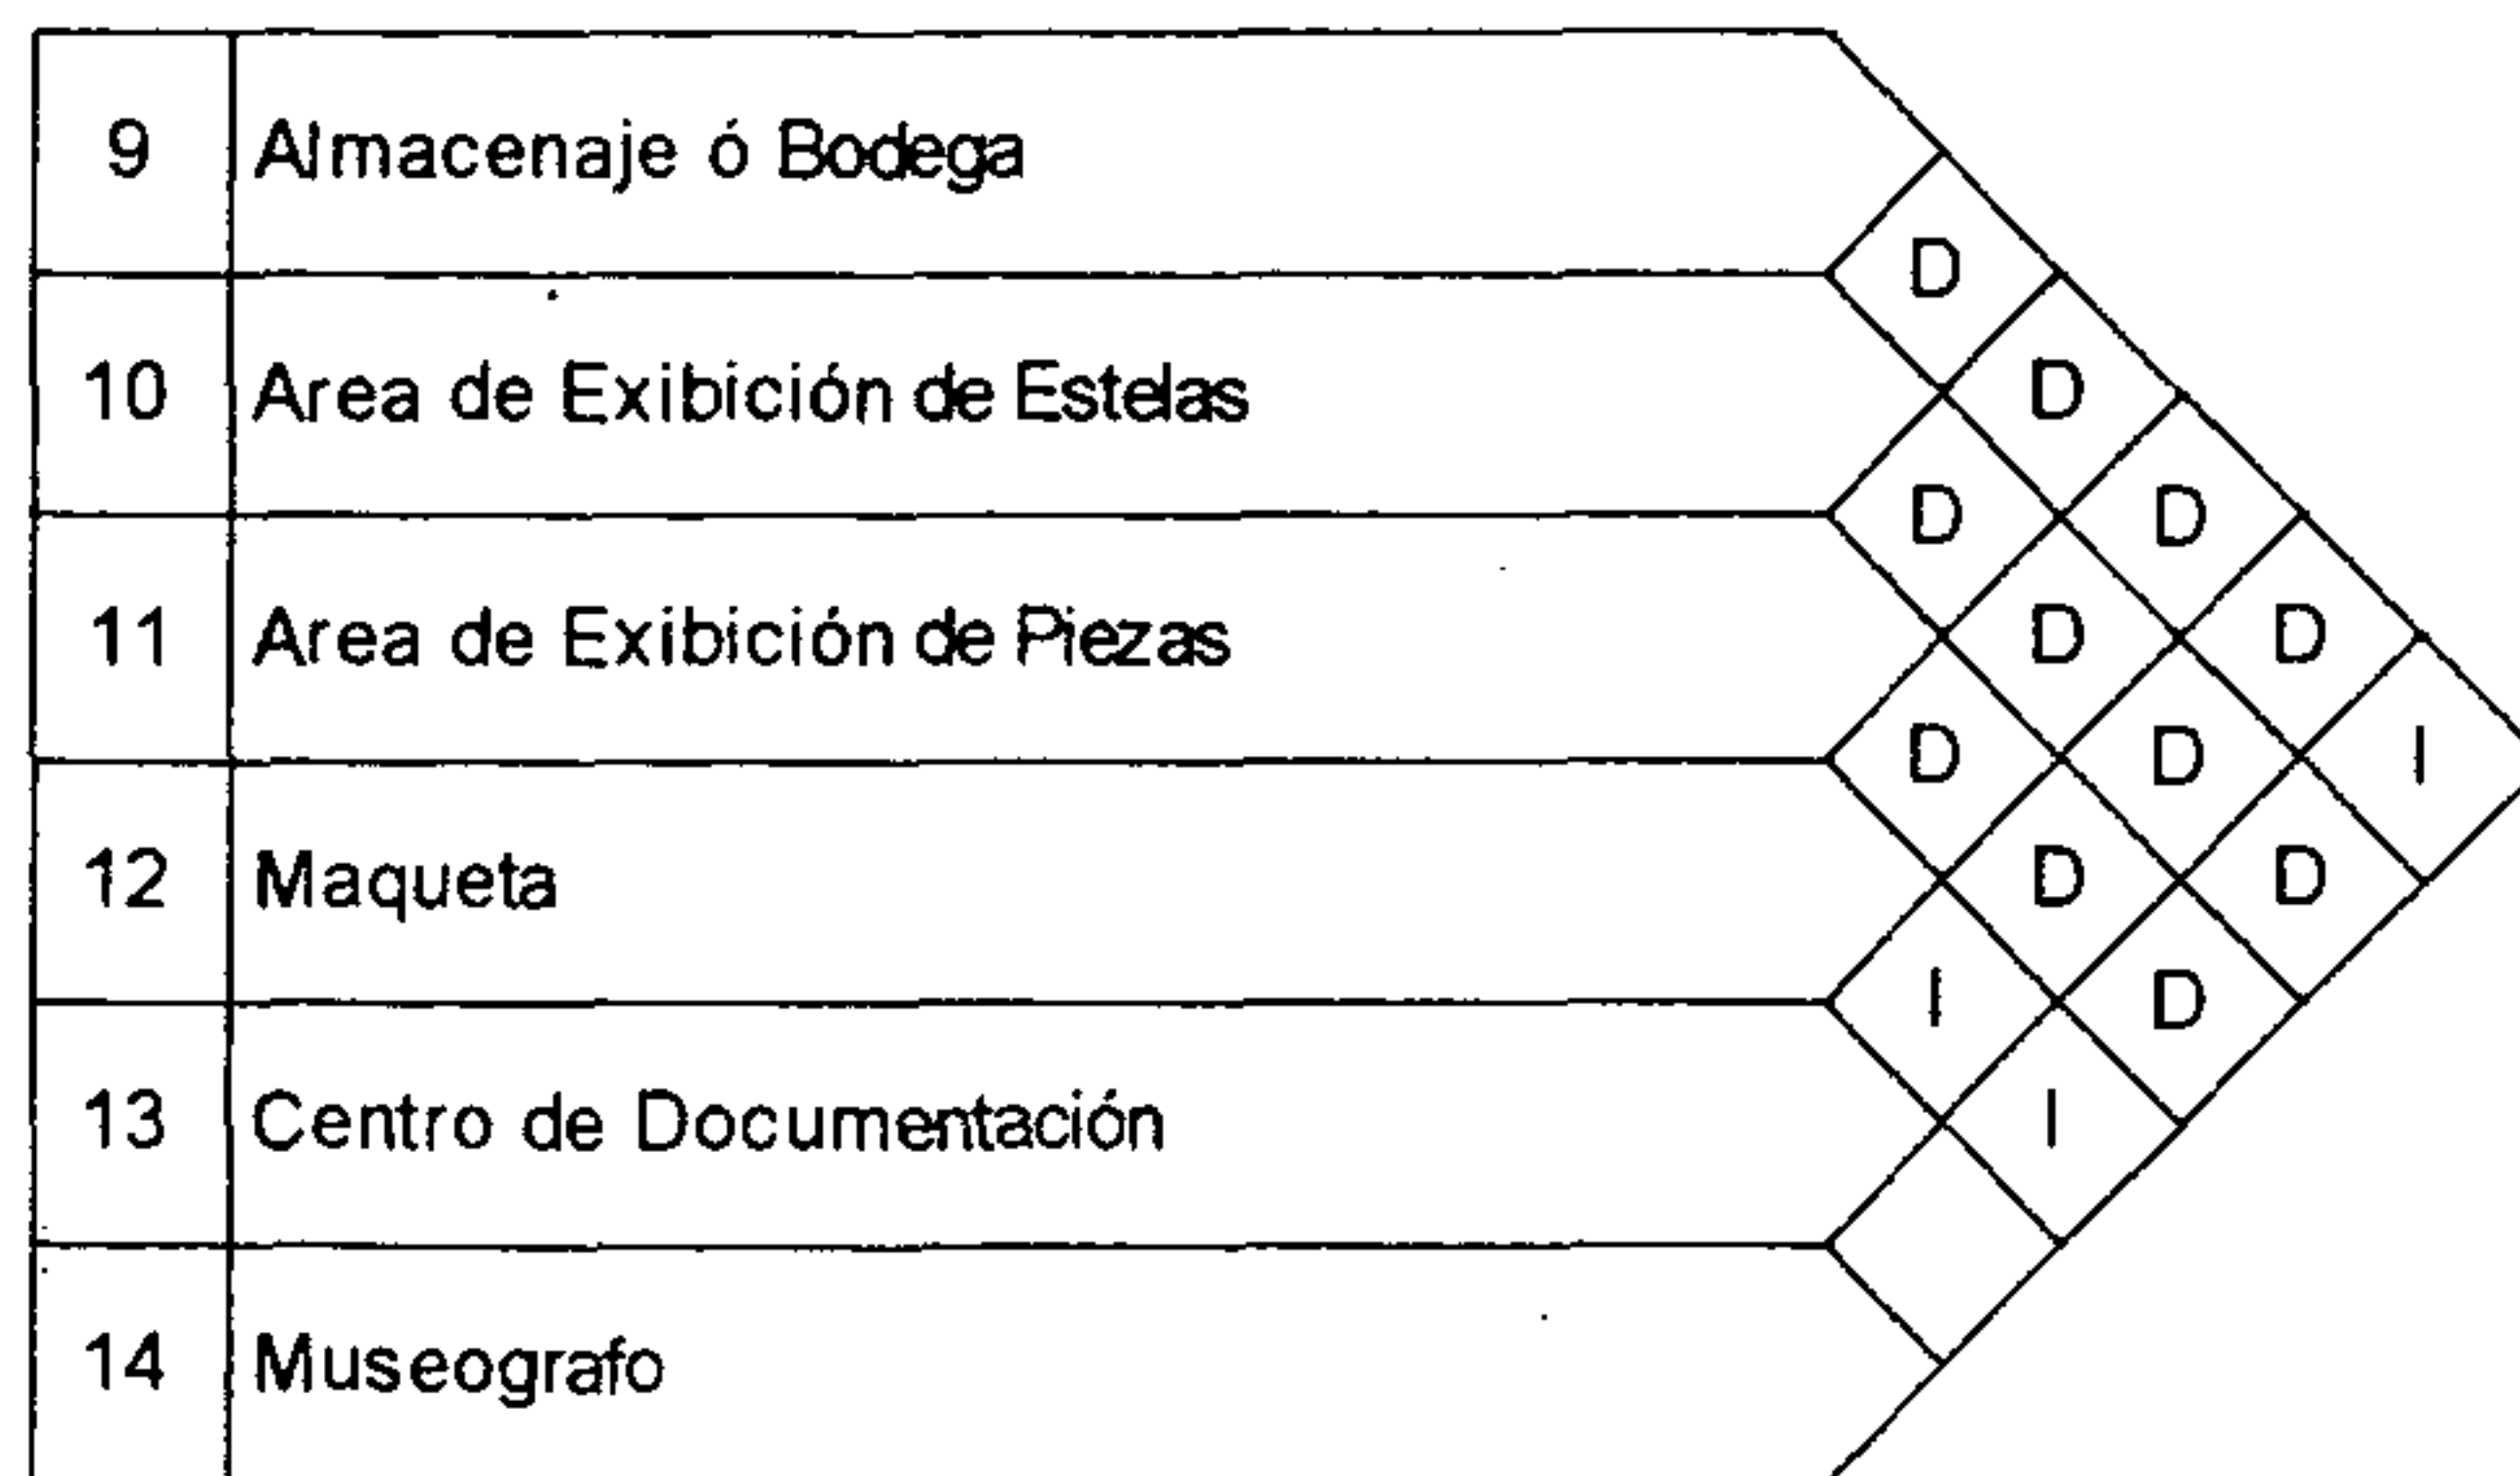 9 Almacenaje ó Bodega
D
10 Area de Exibición de Estelas
D
D D
11 Area de Exibición de Piezas
D D
D D I
12 Maqueta
D D
I D
13 Centro de Documentación
I
14 Museografo